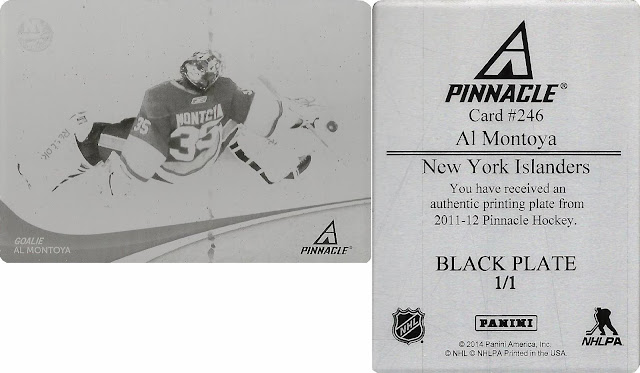 MONTOYA
35
35
GOALIE
AL MONTOYA
PINNACLE
PINNACLE®
Card #246
Al Montoya
New York Islanders
You have received an
authentic printing plate from
2011-12 Pinnacle Hockey.
BLACK PLATE
1/1
NHL
PANINI
NHLPA
© 2014 Panini America, Inc.
© NHL © NHLPA Printed in the USA